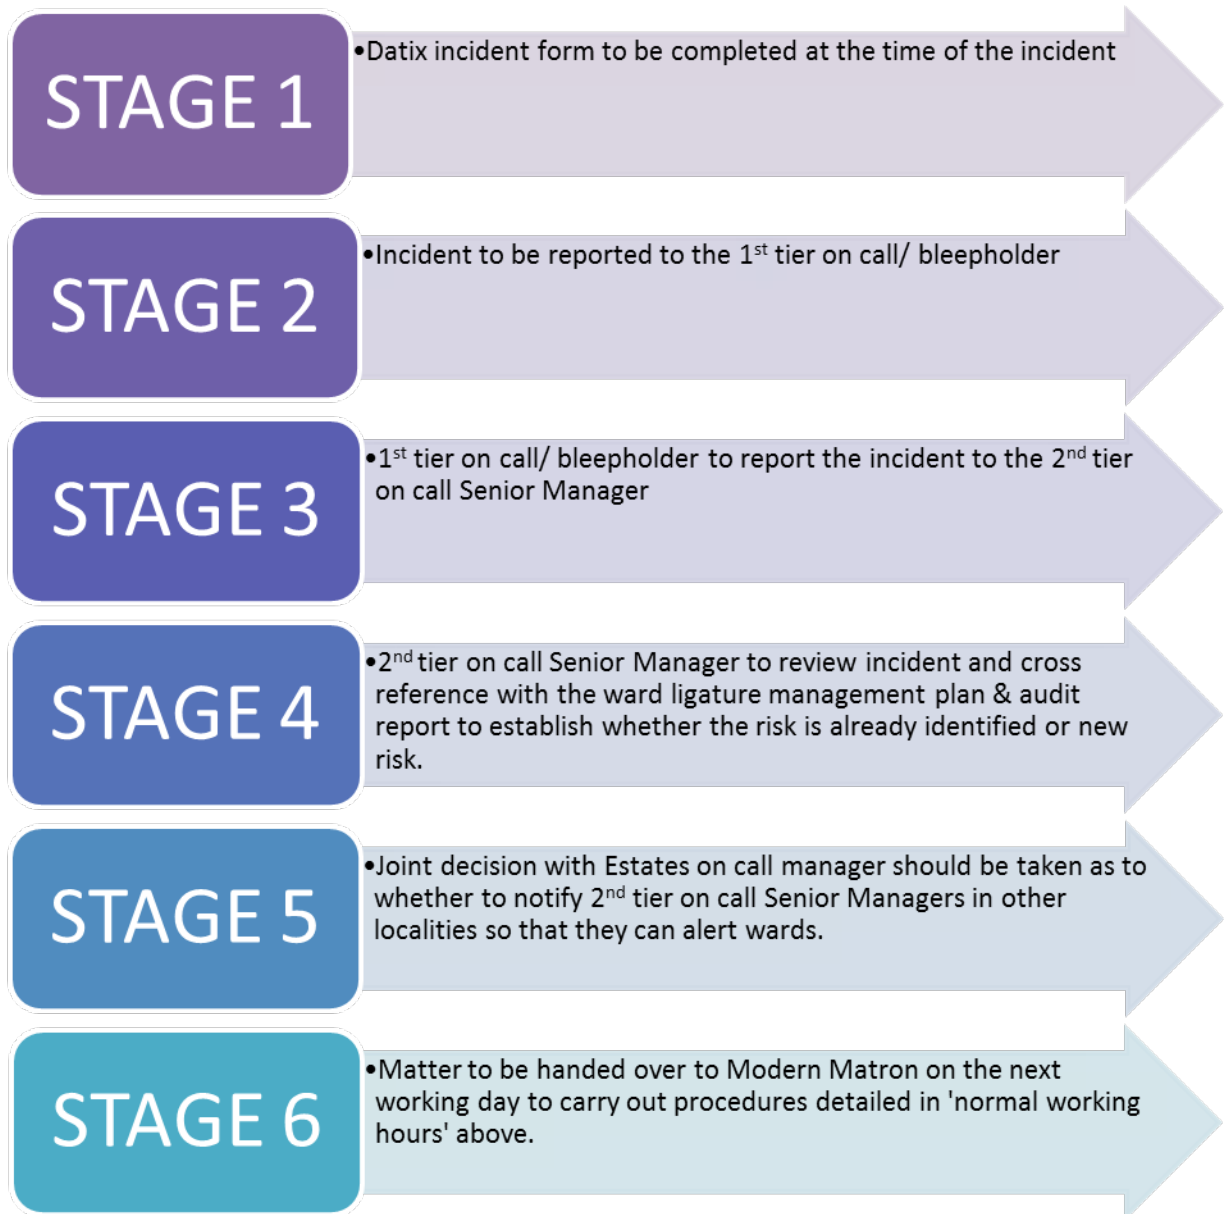 STAGE 1
•Datix incident form to be completed at the time of the incident
STAGE 2
•Incident to be reported to the 1st tier on call/ bleepholder
STAGE 3
•1st tier on call/ bleepholder to report the incident to the 2nd tier
on call Senior Manager
STAGE 4
•2nd tier on call Senior Manager to review incident and cross
reference with the ward ligature management plan & audit
report to establish whether the risk is already identified or new
risk.
STAGE 5
•Joint decision with Estates on call manager should be taken as to
whether to notify 2nd tier on call Senior Managers in other
localities so that they can alert wards.
STAGE 6
•Matter to be handed over to Modern Matron on the next
working day to carry out procedures detailed in 'normal working
hours' above.